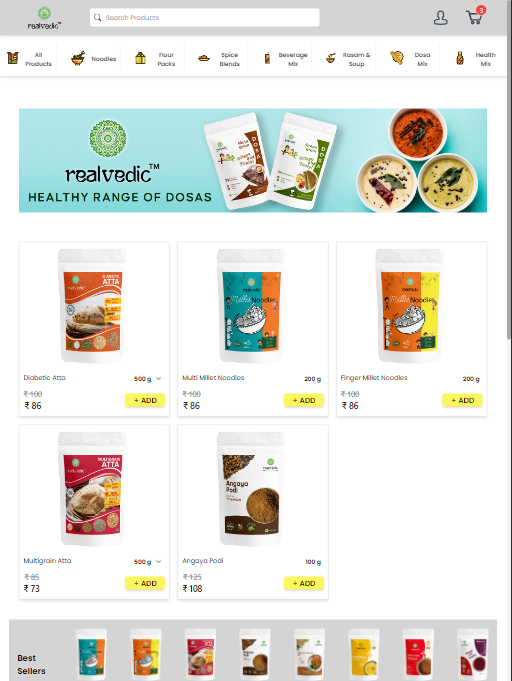 realvedic™
Search Products
3
All Products
Noodles
Flour Packs
Spice Blends
Beverage Mix
Rasam & Soup
Dosa Mix
Health Mix
realvedic™
HEALTHY RANGE OF DOSAS
DIABETIC
ATTA
realvedic
Millet Noodles
realvedic
Millet Noodles
Diabetic Atta
500 g
₹ 100
₹ 86
+ ADD
Multi Millet Noodles
200 g
₹ 100
₹ 86
+ ADD
Finger Millet Noodles
200 g
₹ 100
₹ 86
+ ADD
MULTIGRAIN
ATTA
realvedic
Angaya
Podi
Multigrain Atta
500 g
₹ 85
₹ 73
+ ADD
Angaya Podi
100 g
₹ 125
₹ 108
+ ADD
Best
Sellers